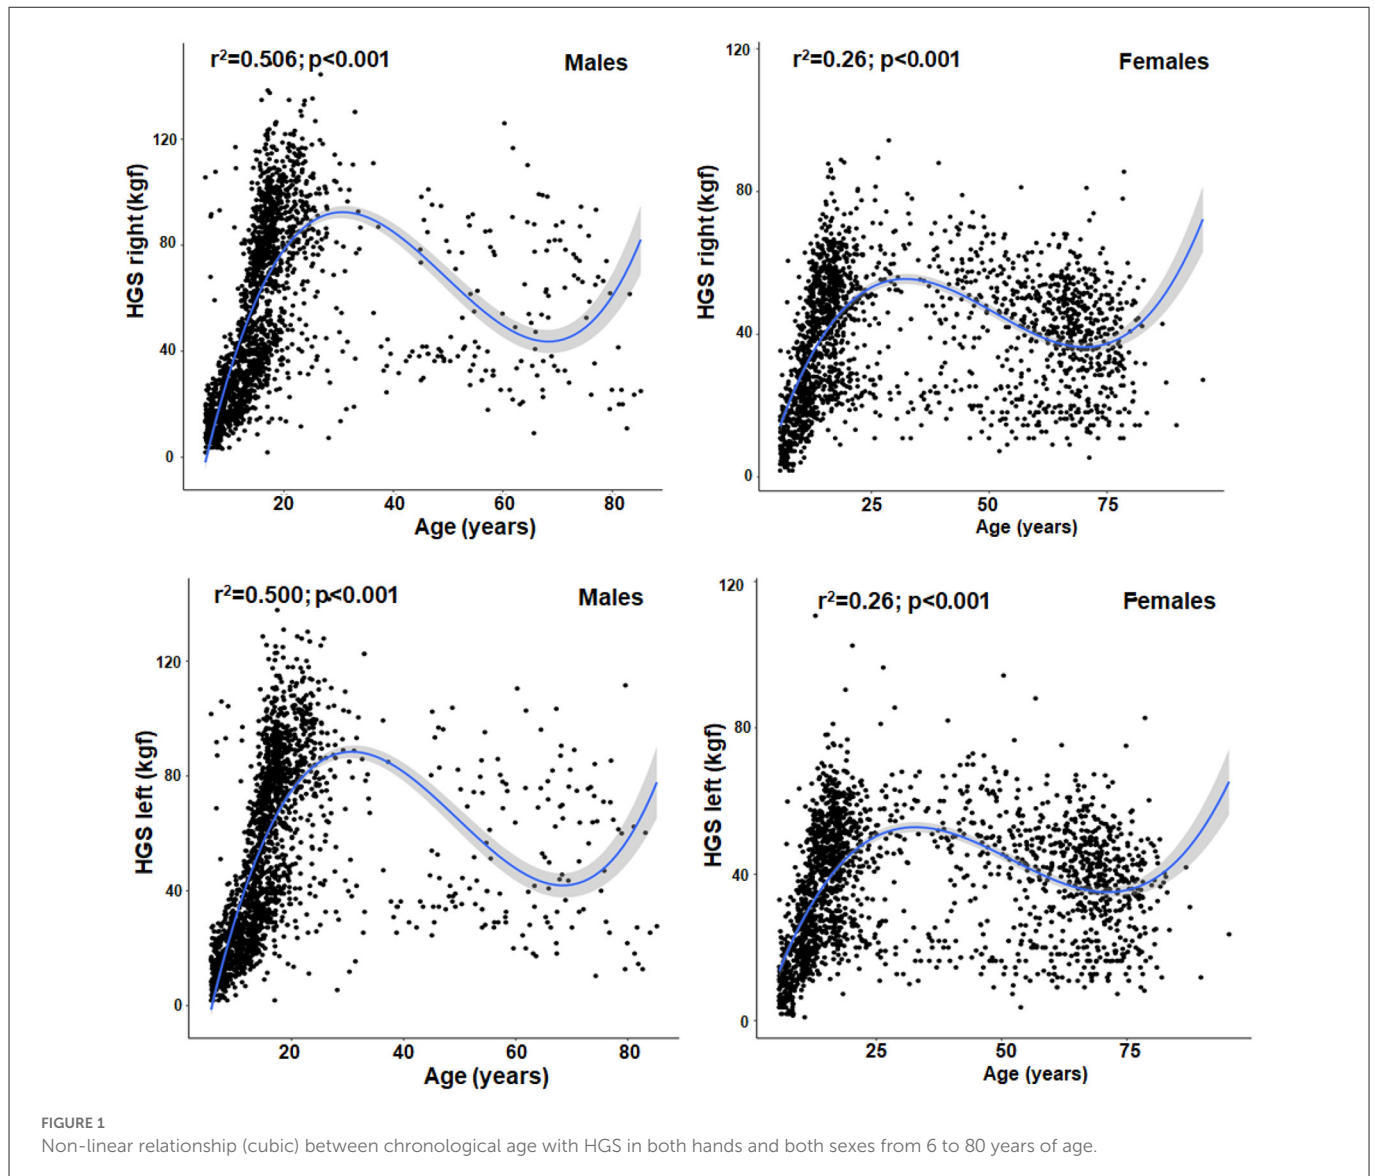 r²=0.506; p<0.001
Males
HGS right (kgf)
120
80
40
0
20 40 60 80
Age (years)
r²=0.26; p<0.001
Females
HGS right (kgf)
120
80
40
0
25 50 75
Age (years)
r²=0.500; p<0.001
Males
HGS left (kgf)
120
80
40
0
20 40 60 80
Age (years)
r²=0.26; p<0.001
Females
HGS left (kgf)
120
80
40
0
25 50 75
Age (years)
FIGURE 1
Non-linear relationship (cubic) between chronological age with HGS in both hands and both sexes from 6 to 80 years of age.